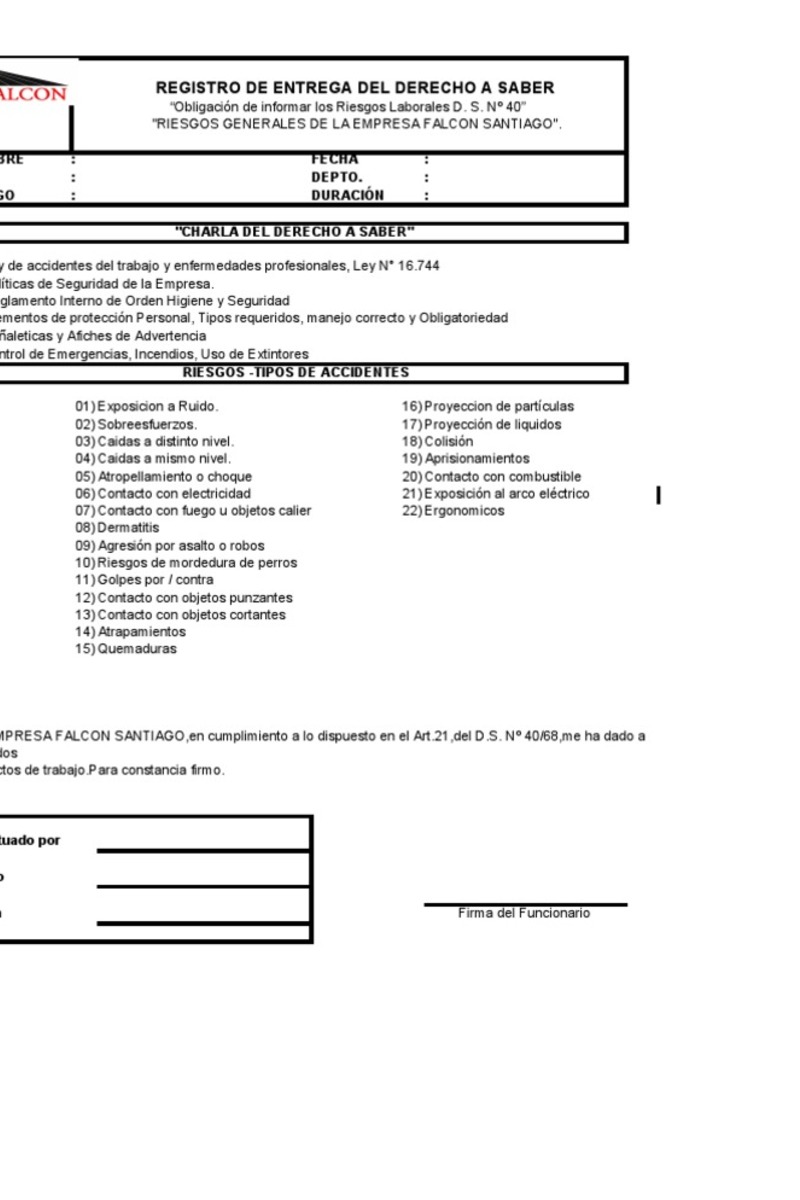 ALCON
REGISTRO DE ENTREGA DEL DERECHO A SABER
"Obligación de informar los Riesgos Laborales D. S. Nº 40"
"RIESGOS GENERALES DE LA EMPRESA FALCON SANTIAGO".
BRE : FECHA :
: DEPTO. :
GO : DURACIÓN :
"CHARLA DEL DERECHO A SABER"
y de accidentes del trabajo y enfermedades profesionales, Ley N° 16.744
líticas de Seguridad de la Empresa.
eglamento Interno de Orden Higiene y Seguridad
ementos de protección Personal, Tipos requeridos, manejo correcto y Obligatoriedad
ñaleticas y Afiches de Advertencia
ntrol de Emergencias, Incendios, Uso de Extintores
RIESGOS -TIPOS DE ACCIDENTES
01) Exposicion a Ruido.
02) Sobreesfuerzos.
03) Caidas a distinto nivel.
04) Caidas a mismo nivel.
05) Atropellamiento o choque
06) Contacto con electricidad
07) Contacto con fuego u objetos calier
08) Dermatitis
09) Agresión por asalto o robos
10) Riesgos de mordedura de perros
11) Golpes por / contra
12) Contacto con objetos punzantes
13) Contacto con objetos cortantes
14) Atrapamientos
15) Quemaduras
16) Proyeccion de partículas
17) Proyección de liquidos
18) Colisión
19) Aprisionamientos
20) Contacto con combustible
21) Exposición al arco eléctrico
22) Ergonomicos
MPRESA FALCON SANTIAGO,en cumplimiento a lo dispuesto en el Art.21,del D.S. Nº 40/68,me ha dado a
dos
ctos de trabajo.Para constancia firmo.
tuado por
o
a
Firma del Funcionario